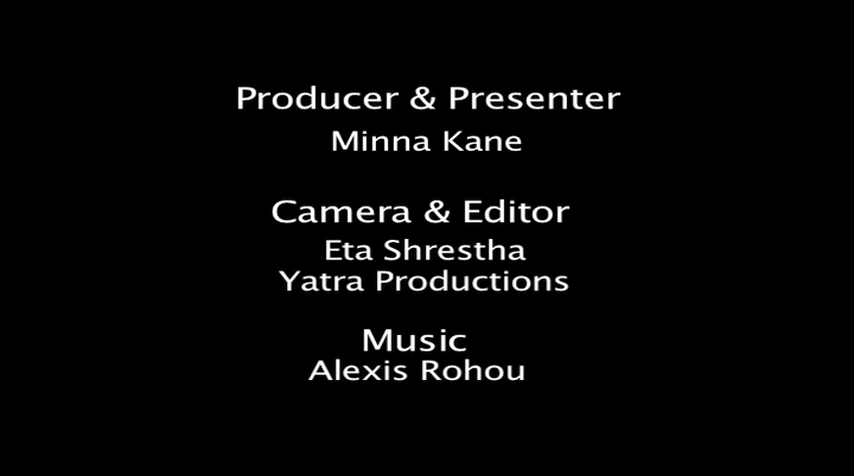 Producer & Presenter
Minna Kane
Camera & Editor
Eta Shrestha
Yatra Productions
Music
Alexis Rohou